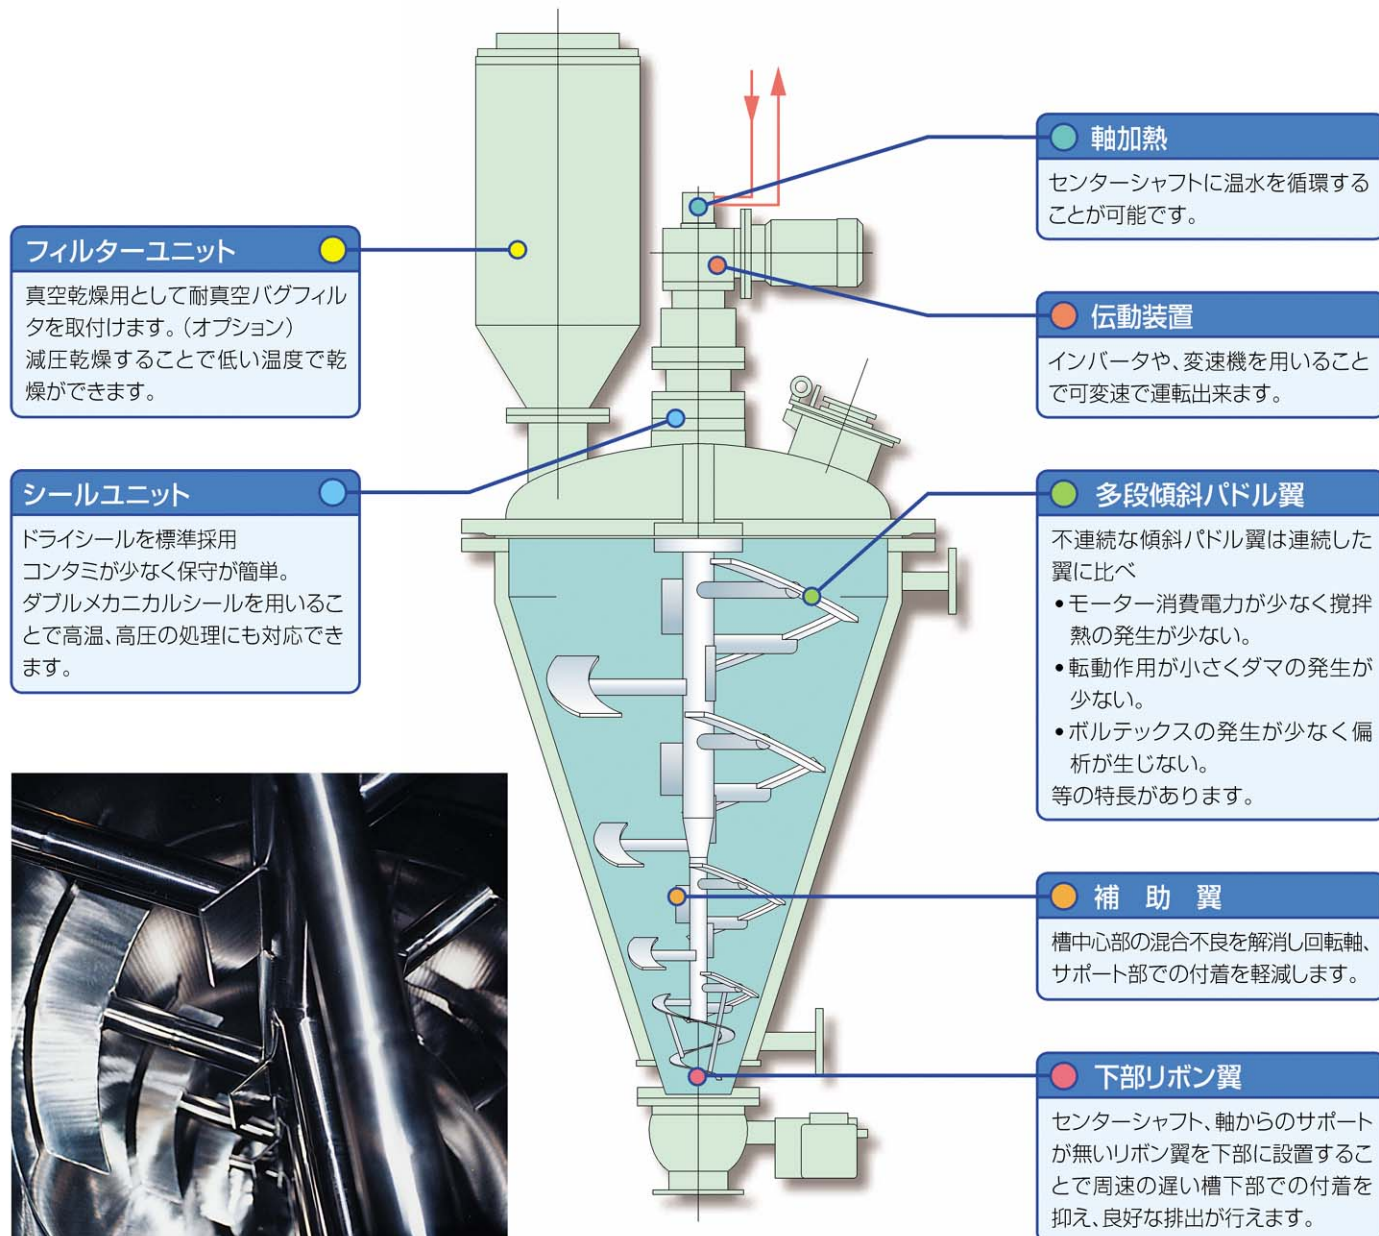 フィルターユニット
真空乾燥用として耐真空バグフィル
タを取付けます。(オプション)
減圧乾燥することで低い温度で乾
燥ができます。
シールユニット
ドライシールを標準採用
コンタミが少なく保守が簡単。
ダブルメカニカルシールを用いるこ
とで高温、高圧の処理にも対応でき
ます。
軸加熱
センターシャフトに温水を循環する
ことが可能です。
伝動装置
インバータや、変速機を用いること
で可変速で運転出来ます。
多段傾斜パドル翼
不連続な傾斜パドル翼は連続した
翼に比べ
•モーター消費電力が少なく撹拌
熱の発生が少ない。
•転動作用が小さくダマの発生が
少ない。
•ボルテックスの発生が少なく偏
析が生じない。
等の特長があります。
補 助 翼
槽中心部の混合不良を解消し回転軸、
サポート部での付着を軽減します。
下部リボン翼
センターシャフト、軸からのサポート
が無いリボン翼を下部に設置するこ
とで周速の遅い槽下部での付着を
抑え、良好な排出が行えます。